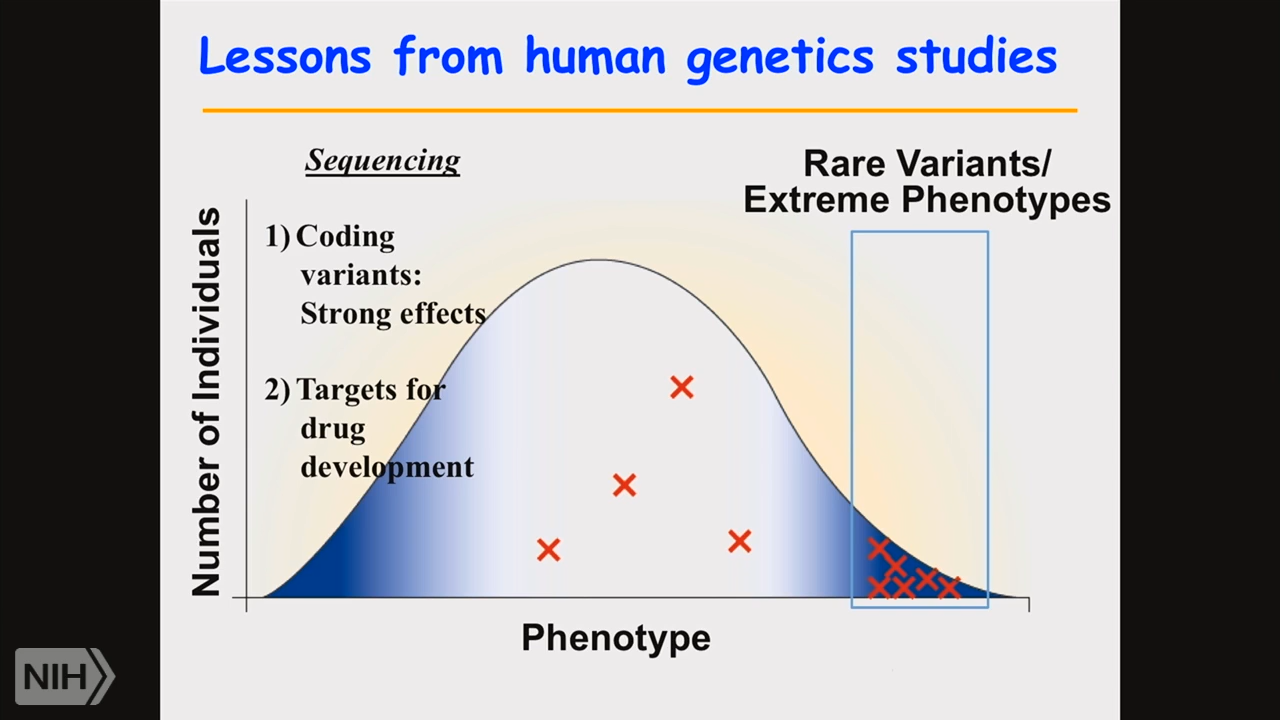 Lessons from human genetics studies
Sequencing
Rare Variants/
Extreme Phenotypes
1) Coding
variants:
Strong effects
2) Targets for
drug
development
Number of Individuals
Phenotype
NIH